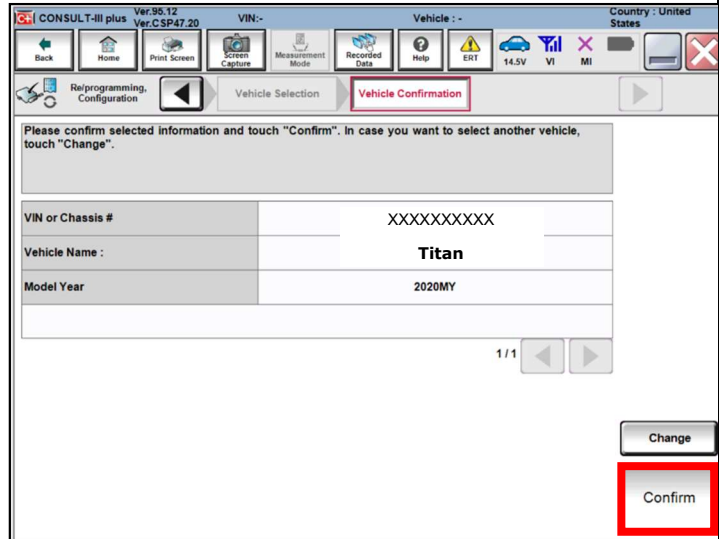 C+ CONSULT-III plus Ver.95.12 Ver.CSP47.20 VIN:- Vehicle : - Country : United States
Back Home Print Screen Screen Capture Measurement Mode Recorded Data Help ERT 14.5V VI MI
Re/programming, Configuration Vehicle Selection Vehicle Confirmation
Please confirm selected information and touch "Confirm". In case you want to select another vehicle,
touch "Change".
VIN or Chassis # XXXXXXXXXX
Vehicle Name : Titan
Model Year 2020MY
1/1
Change
Confirm